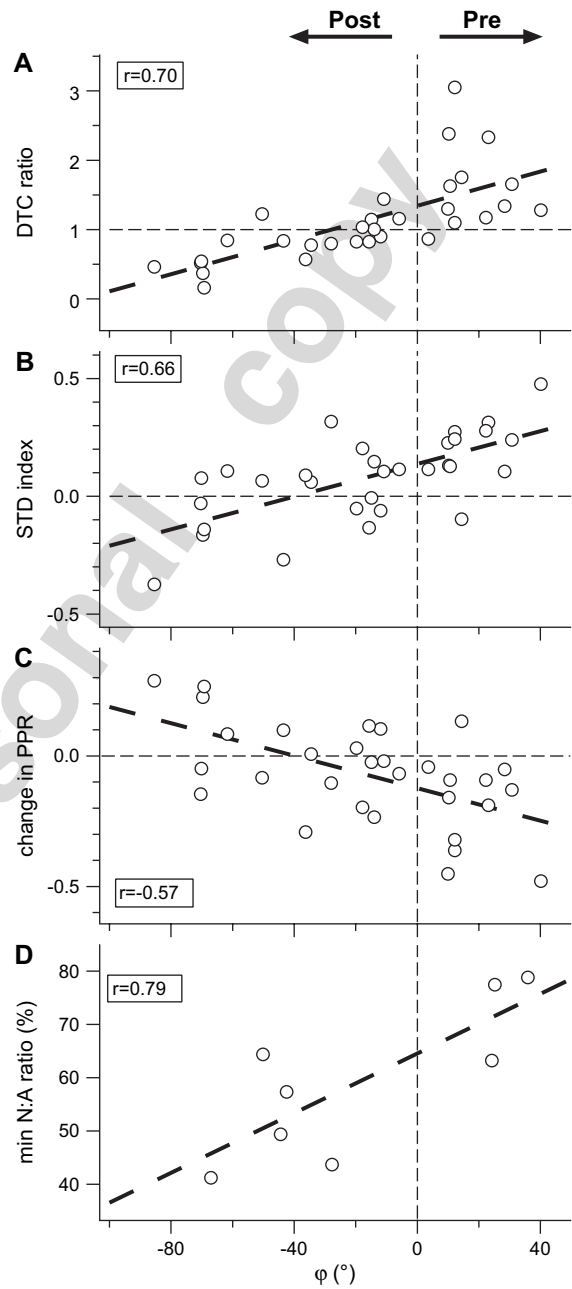 Post Pre
A
r=0.70
3
2
1
0
DTC ratio
B
r=0.66
0.5
0.0
-0.5
STD index
C
0.0
-0.5
change in PPR
r=-0.57
D
r=0.79
80
70
60
50
40
min N:A ratio (%)
-80 -40 0 40
φ (°)
sonal copy